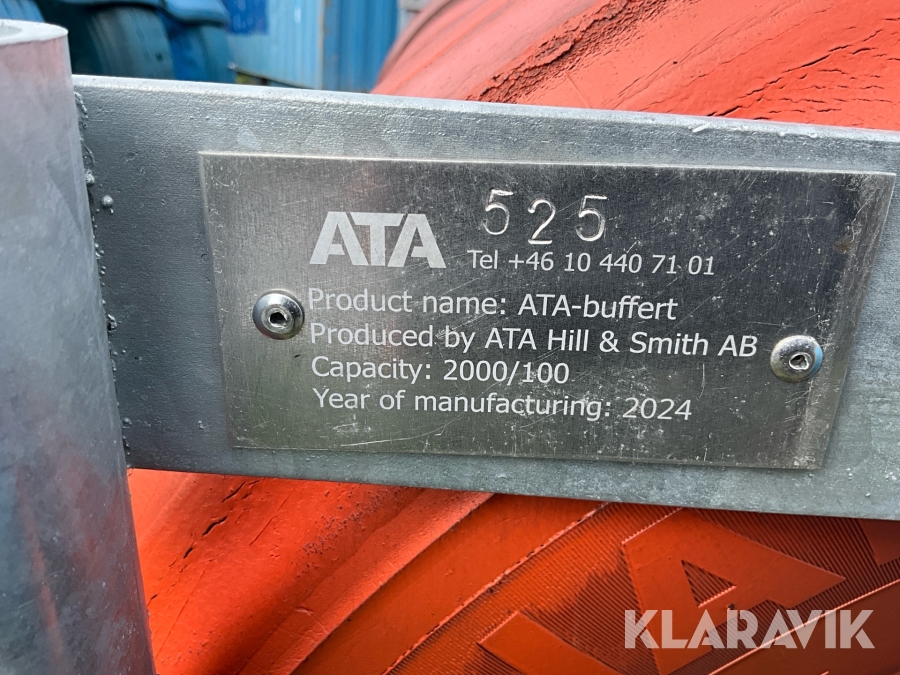 ATA 525
Tel +46 10 440 71 01
Product name: ATA-buffert
Produced by ATA Hill & Smith AB
Capacity: 2000/100
Year of manufacturing: 2024
KLARAVIK